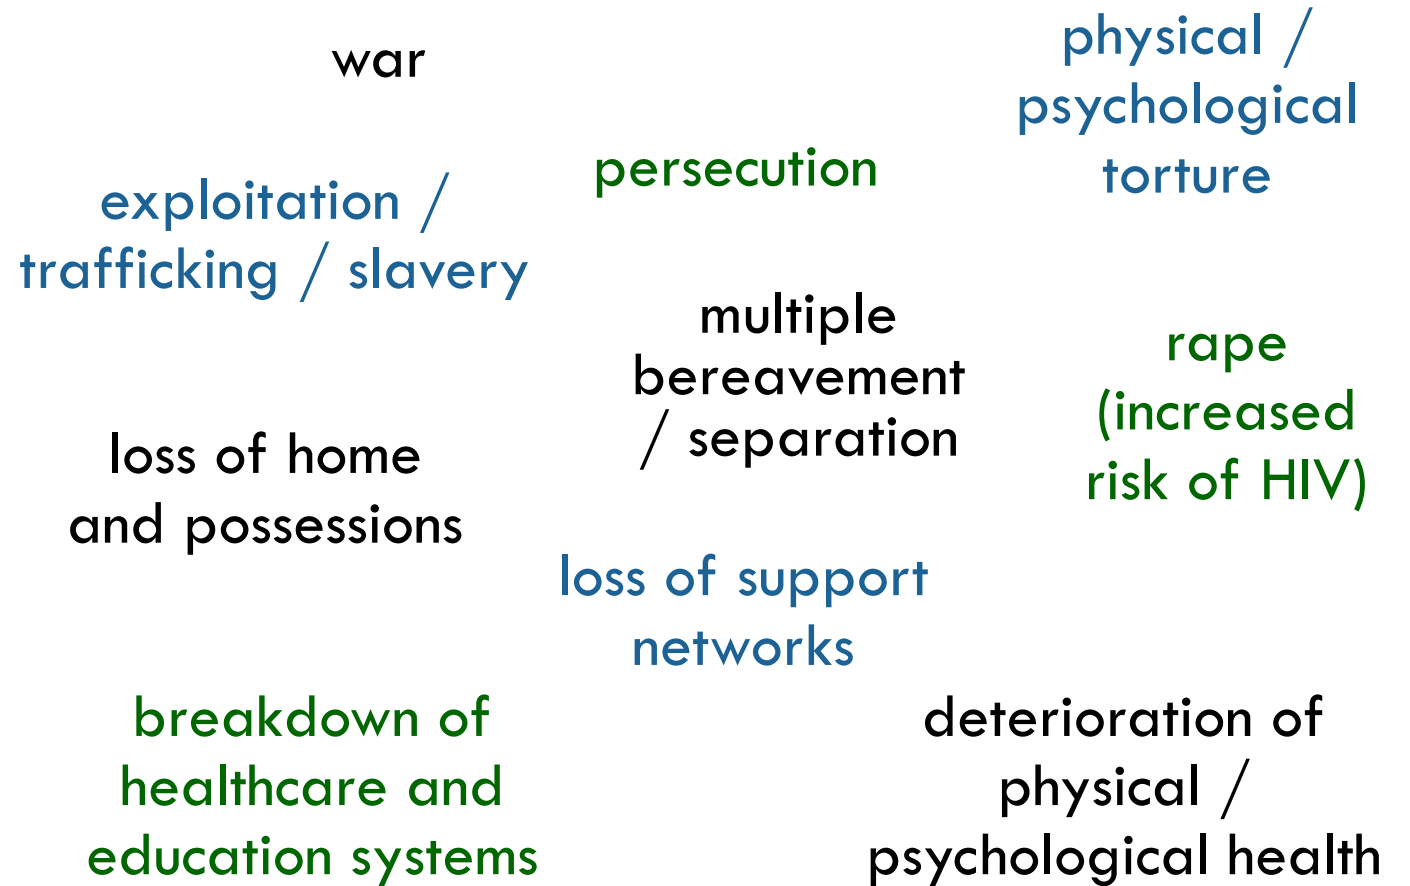 war
physical /
psychological
torture
persecution
exploitation /
trafficking / slavery
multiple
bereavement
/ separation
rape
(increased
risk of HIV)
loss of home
and possessions
loss of support
networks
breakdown of
healthcare and
education systems
deterioration of
physical /
psychological health